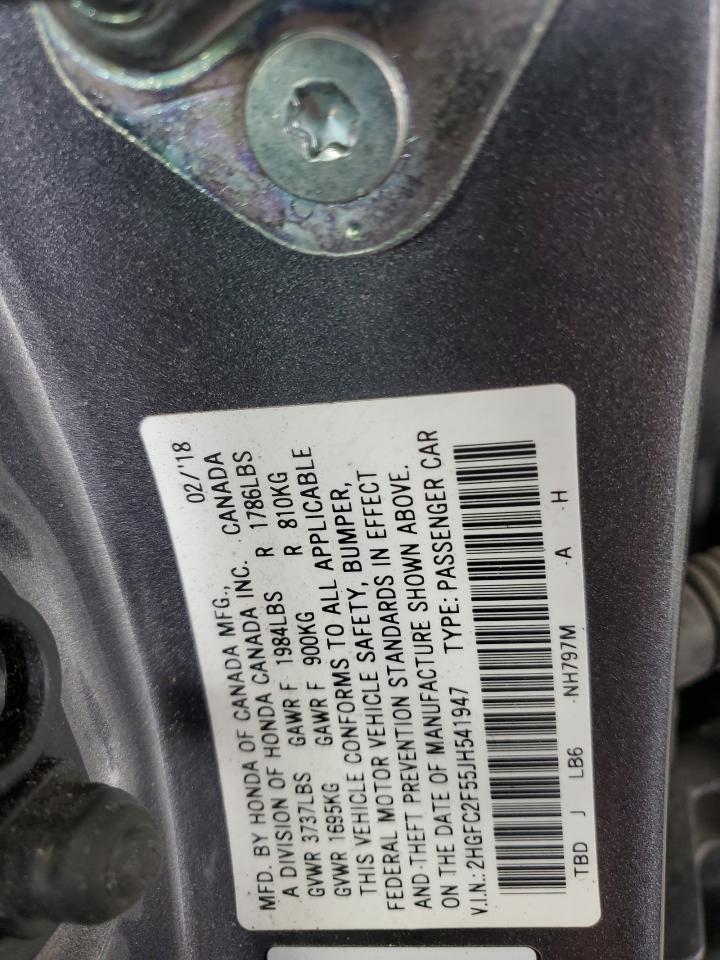 MFD. BY HONDA OF CANADA MFG., 02/'18
A DIVISION OF HONDA CANADA INC. CANADA
GVWR 3737LBS GAWR F 1984LBS R 1786LBS
GVWR 1695KG GAWR F 900KG R 810KG
THIS VEHICLE CONFORMS TO ALL APPLICABLE
FEDERAL MOTOR VEHICLE SAFETY, BUMPER,
AND THEFT PREVENTION STANDARDS IN EFFECT
ON THE DATE OF MANUFACTURE SHOWN ABOVE.
V.I.N.: 2HGFC2F55JH541947 TYPE: PASSENGER CAR
TBD J LB6 -NH797M -A -H